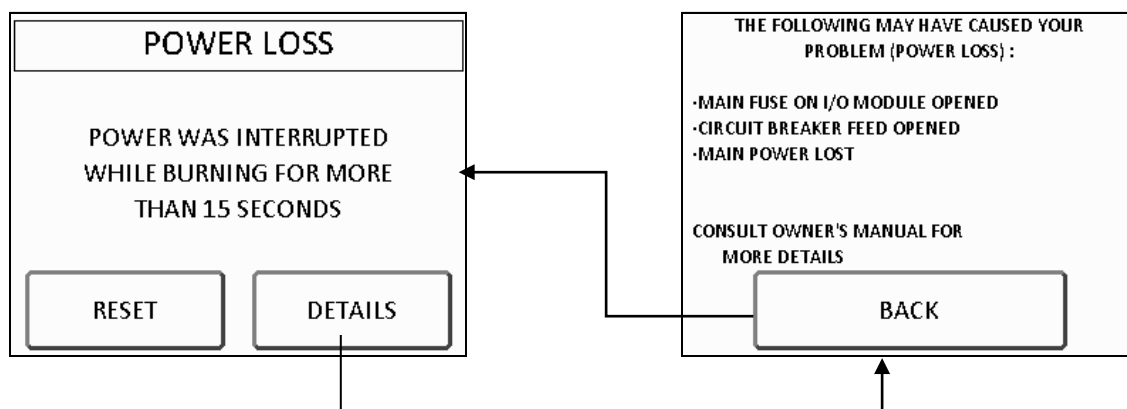 POWER LOSS
POWER WAS INTERRUPTED
WHILE BURNING FOR MORE
THAN 15 SECONDS
RESET
DETAILS
THE FOLLOWING MAY HAVE CAUSED YOUR
PROBLEM (POWER LOSS) :
·MAIN FUSE ON I/O MODULE OPENED
·CIRCUIT BREAKER FEED OPENED
·MAIN POWER LOST
CONSULT OWNER'S MANUAL FOR
MORE DETAILS
BACK